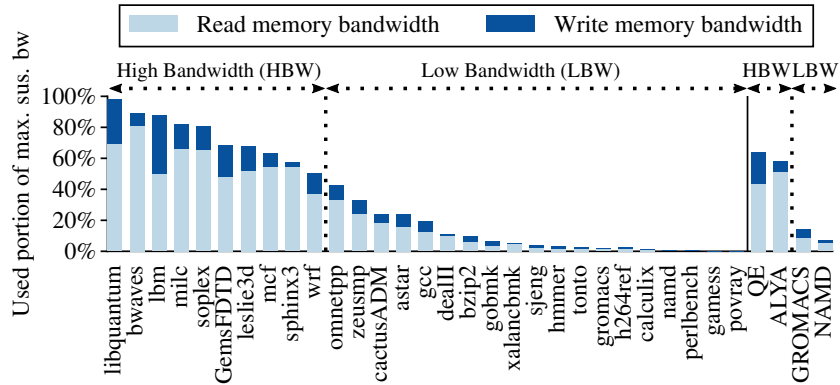 Read memory bandwidth Write memory bandwidth
High Bandwidth (HBW) Low Bandwidth (LBW) HBW LBW
Used portion of max. sus. bw
100%
80%
60%
40%
20%
0%
libquantum
bwaves
lbm
milc
soplex
GemsFDTD
leslie3d
mcf
sphinx3
wrf
omnetpp
zeusmp
cactusADM
astar
gcc
dealII
bzip2
gobmk
xalancbmk
sjeng
hmmer
tonto
gromacs
h264ref
calculix
namd
perlbench
gamess
povray
QE
ALYA
GROMACS
NAMD